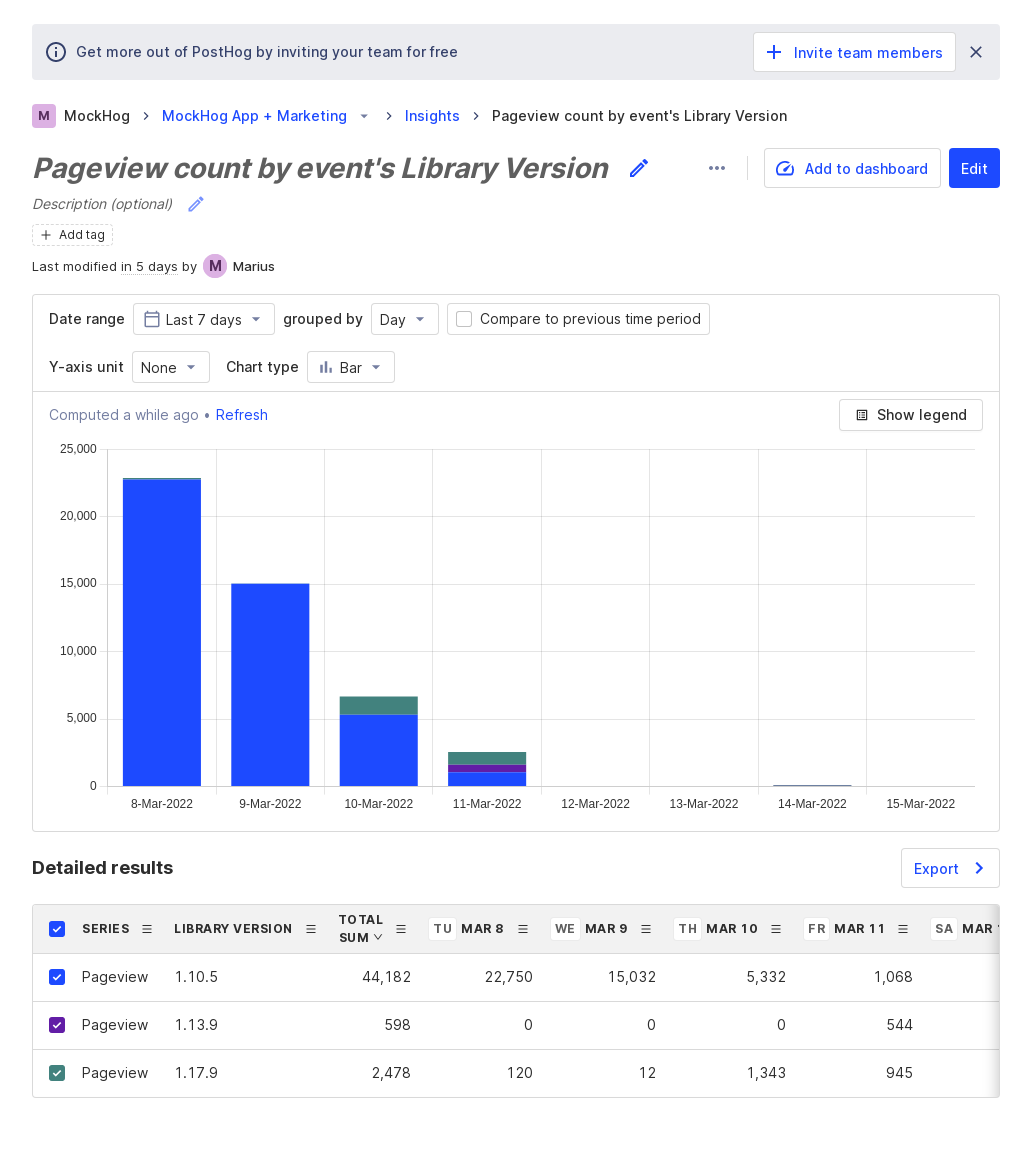 Get more out of PostHog by inviting your team for free
Invite team members
M MockHog MockHog App + Marketing Insights Pageview count by event's Library Version
Pageview count by event's Library Version
Add to dashboard
Edit
Description (optional)
Add tag
Last modified in 5 days by M Marius
Date range Last 7 days grouped by Day Compare to previous time period
Y-axis unit None Chart type Bar
Computed a while ago • Refresh
Show legend
25,000
20,000
15,000
10,000
5,000
0
8-Mar-2022 9-Mar-2022 10-Mar-2022 11-Mar-2022 12-Mar-2022 13-Mar-2022 14-Mar-2022 15-Mar-2022
Detailed results
Export
SERIES LIBRARY VERSION TOTAL SUM TU MAR 8 WE MAR 9 TH MAR 10 FR MAR 11 SA MAR
Pageview 1.10.5 44,182 22,750 15,032 5,332 1,068
Pageview 1.13.9 598 0 0 0 544
Pageview 1.17.9 2,478 120 12 1,343 945